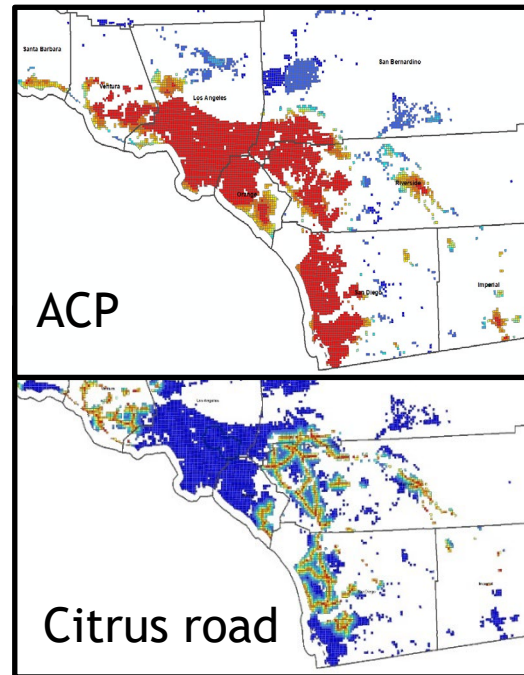 Santa Barbara
San Bernardino
Ventura
Los Angeles
Riverside
Orange
San Diego
Imperial
ACP
Los Angeles
Citrus road